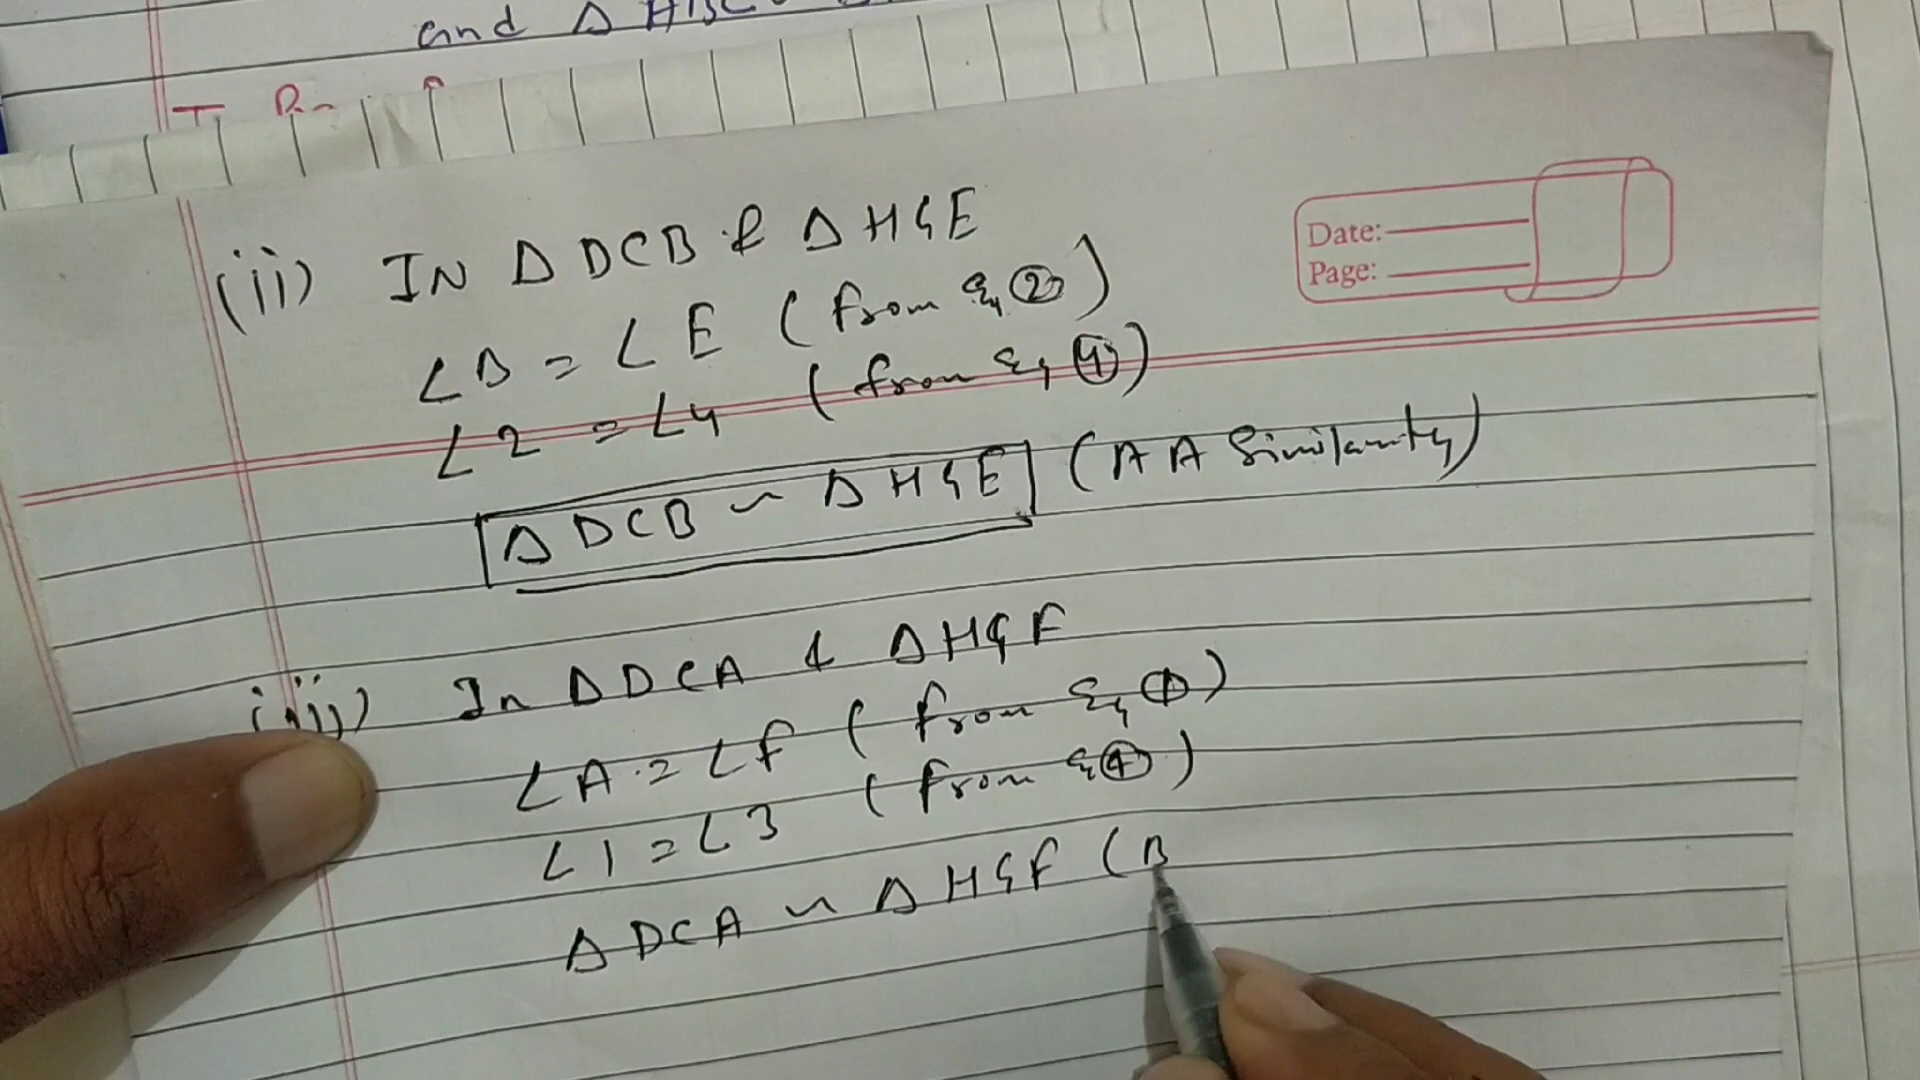 and Δ
Date:
Page:
(ii) IN Δ DCB & Δ HGE
∠B = ∠E (from Eq ②)
∠2 = ∠4 (from Eq ④)
Δ DCB ~ Δ HGE (AA Similarity)
iii) In Δ DCA & Δ HGF
∠A = ∠F (from Eq ①)
∠1 = ∠3 (from Eq ④)
Δ DCA ~ Δ HGF (B